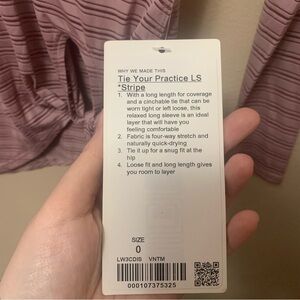 WHY WE MADE THIS
Tie Your Practice LS
*Stripe
1. With a long length for coverage
and a cinchable tie that can be
worn tight or left loose, this
relaxed long sleeve is an ideal
layer that will have you
feeling comfortable
2. Fabric is four-way stretch and
naturally quick-drying
3. Tie it up for a snug fit at the
hip
4. Loose fit and long length gives
you room to layer
SIZE
0
LW3CDIS VNTM
000107375325